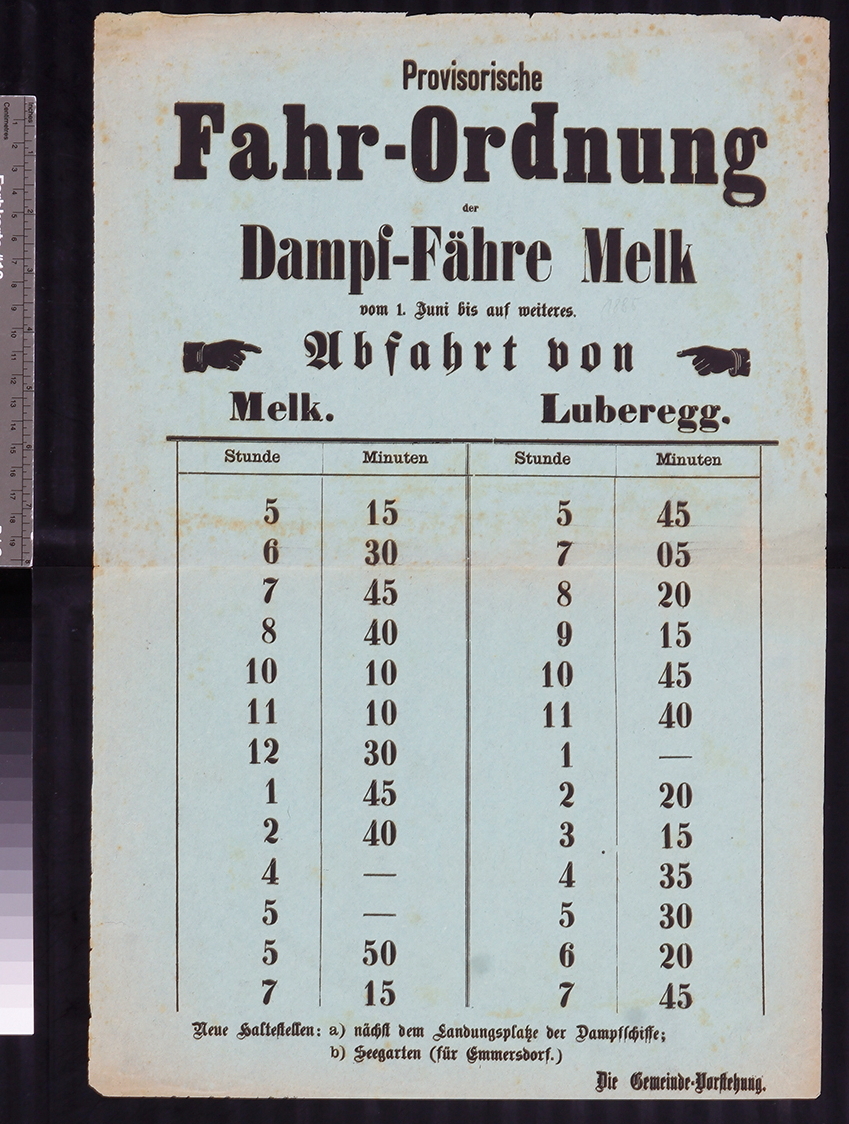 Provisorische
Fahr-Ordnung
der
Dampf-Fähre Melk
vom 1. Juni bis auf weiteres.
Abfahrt von
Melk. Luberegg.
Stunde Minuten Stunde Minuten
5 15 5 45
6 30 7 05
7 45 8 20
8 40 9 15
10 10 10 45
11 10 11 40
12 30 1 —
1 45 2 20
2 40 3 15
4 — 4 35
5 — 5 30
5 50 6 20
7 15 7 45
Neue Haltestellen: a) nächst dem Landungsplatze der Dampfschiffe;
b) Seegarten (für Emmersdorf.)
Die Gemeinde-Vorstehung.
Centimetres
Inches